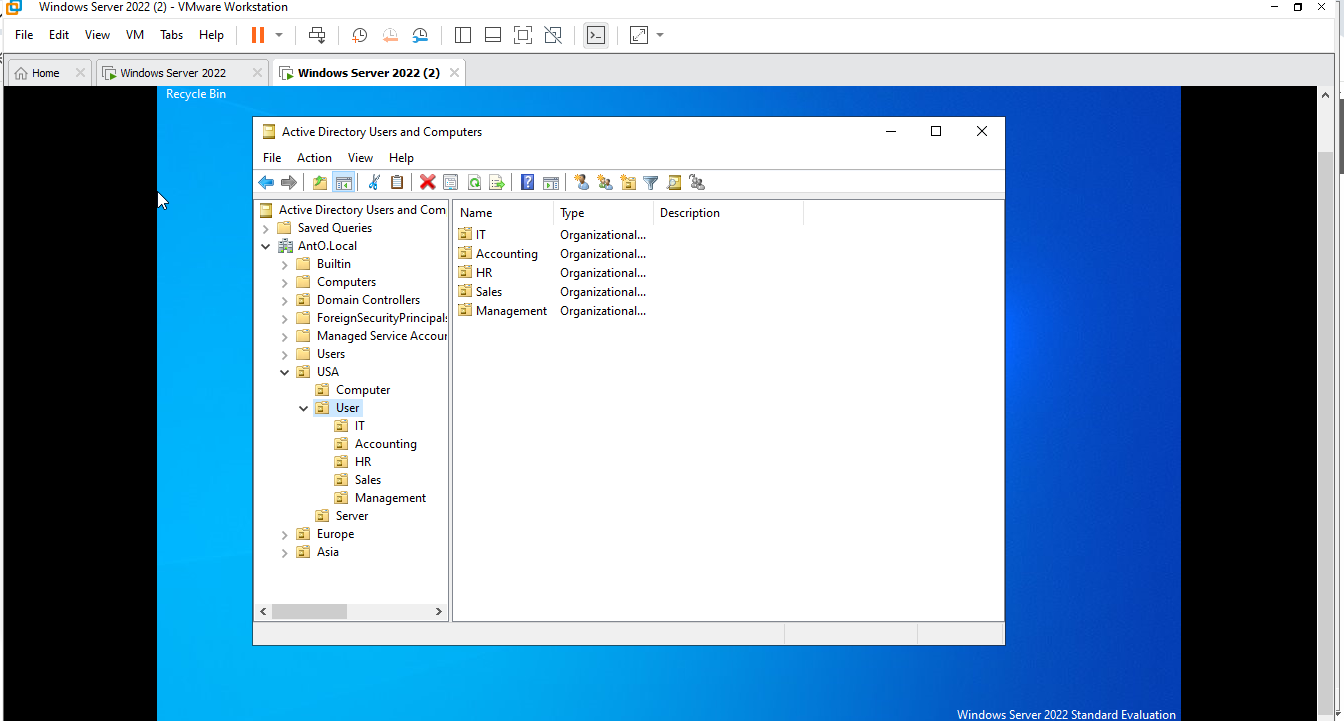 Windows Server 2022 (2) - VMware Workstation
File Edit View VM Tabs Help
Home Windows Server 2022 Windows Server 2022 (2)
Recycle Bin
Active Directory Users and Computers
File Action View Help
Active Directory Users and Com
Saved Queries
AntO.Local
Builtin
Computers
Domain Controllers
ForeignSecurityPrincipals
Managed Service Accour
Users
USA
Computer
User
IT
Accounting
HR
Sales
Management
Server
Europe
Asia
Name Type Description
IT Organizational...
Accounting Organizational...
HR Organizational...
Sales Organizational...
Management Organizational...
Windows Server 2022 Standard Evaluation